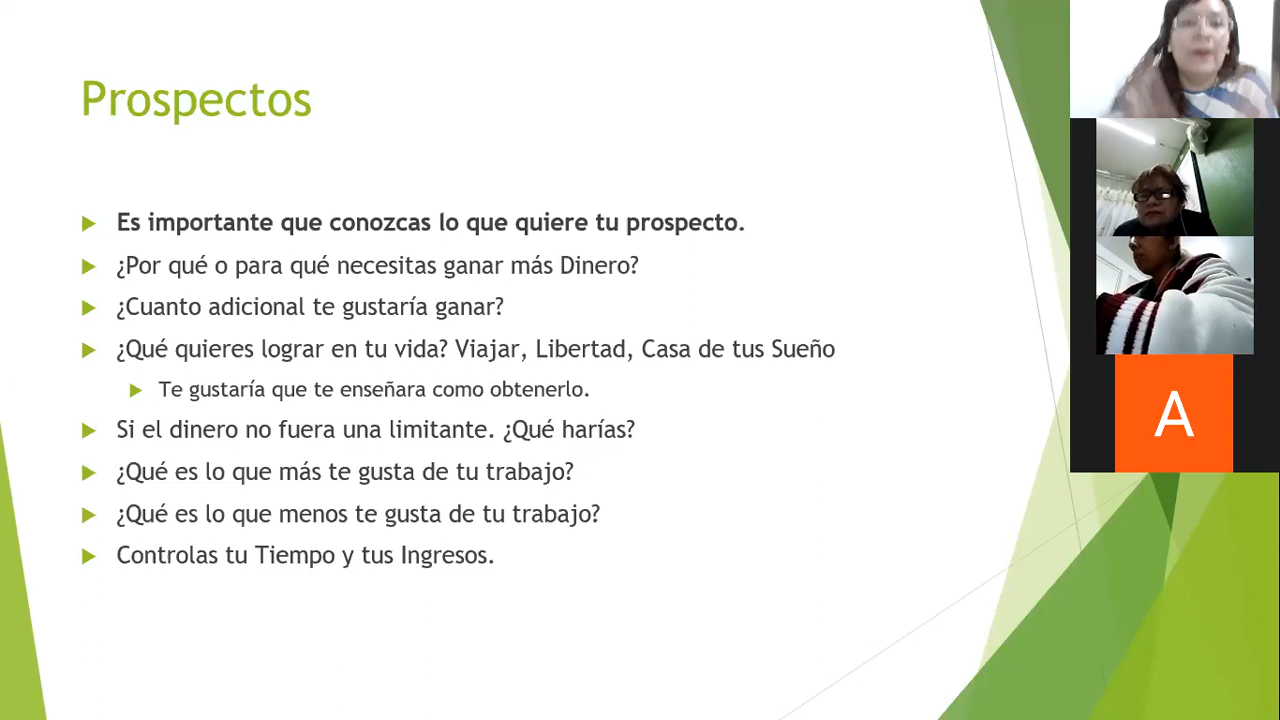 Prospectos
Es importante que conozcas lo que quiere tu prospecto.
¿Por qué o para qué necesitas ganar más Dinero?
¿Cuanto adicional te gustaría ganar?
¿Qué quieres lograr en tu vida? Viajar, Libertad, Casa de tus Sueño
Te gustaría que te enseñara como obtenerlo.
Si el dinero no fuera una limitante. ¿Qué harías?
¿Qué es lo que más te gusta de tu trabajo?
¿Qué es lo que menos te gusta de tu trabajo?
Controlas tu Tiempo y tus Ingresos.
A